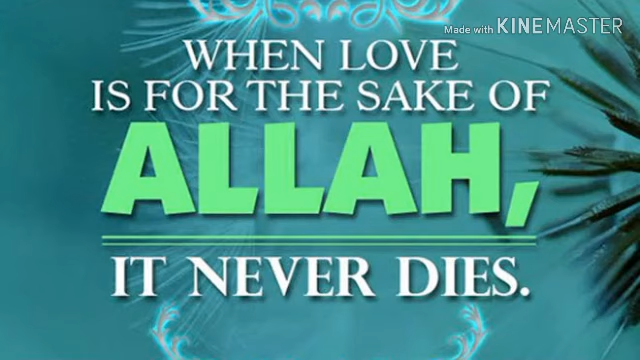 Made with KINEMASTER
WHEN LOVE
IS FOR THE SAKE OF
ALLAH,
IT NEVER DIES.